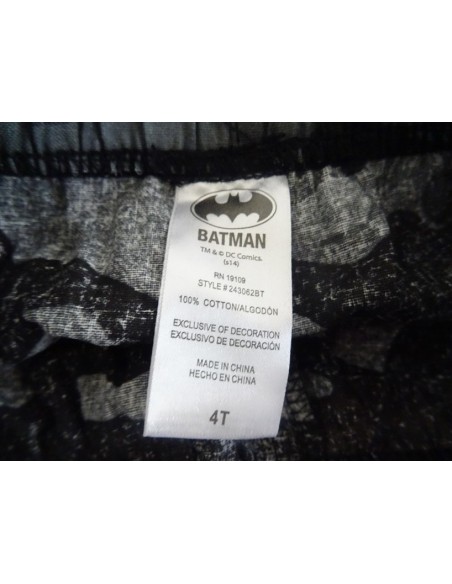 BATMAN
TM & © DC Comics.
(s14)
RN 19109
STYLE # 243062BT
100% COTTON/ALGODÓN
EXCLUSIVE OF DECORATION
EXCLUSIVO DE DECORACIÓN
MADE IN CHINA
HECHO EN CHINA
4T